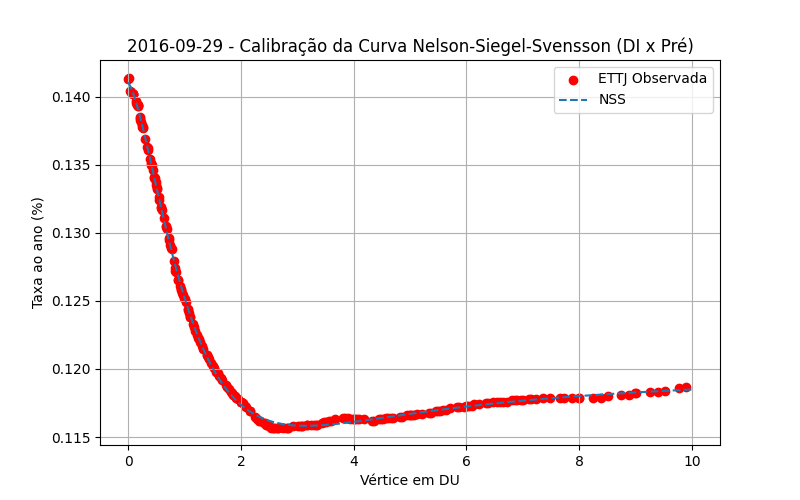 2016-09-29 - Calibração da Curva Nelson-Siegel-Svensson (DI x Pré)
ETTJ Observada
NSS
Taxa ao ano (%)
0.140
0.135
0.130
0.125
0.120
0.115
0 2 4 6 8 10
Vértice em DU